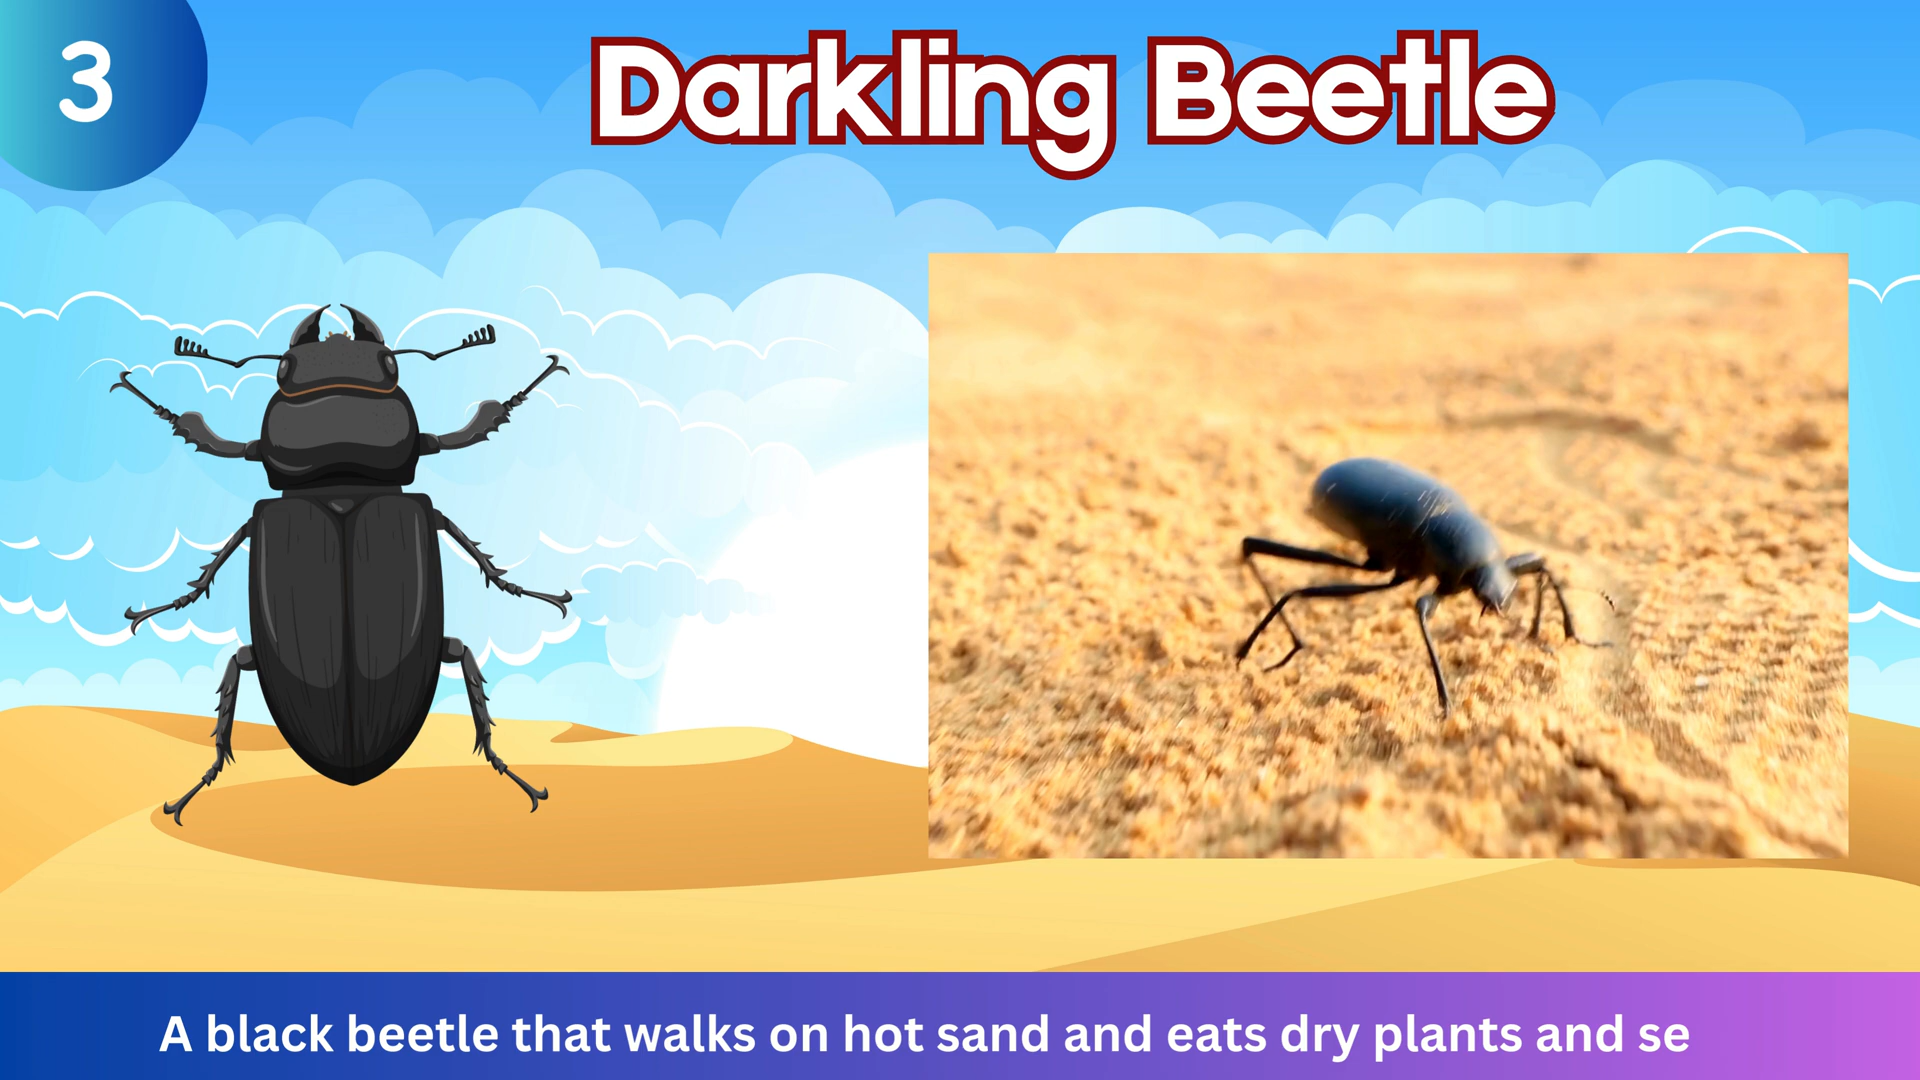 3
Darkling Beetle
A black beetle that walks on hot sand and eats dry plants and se